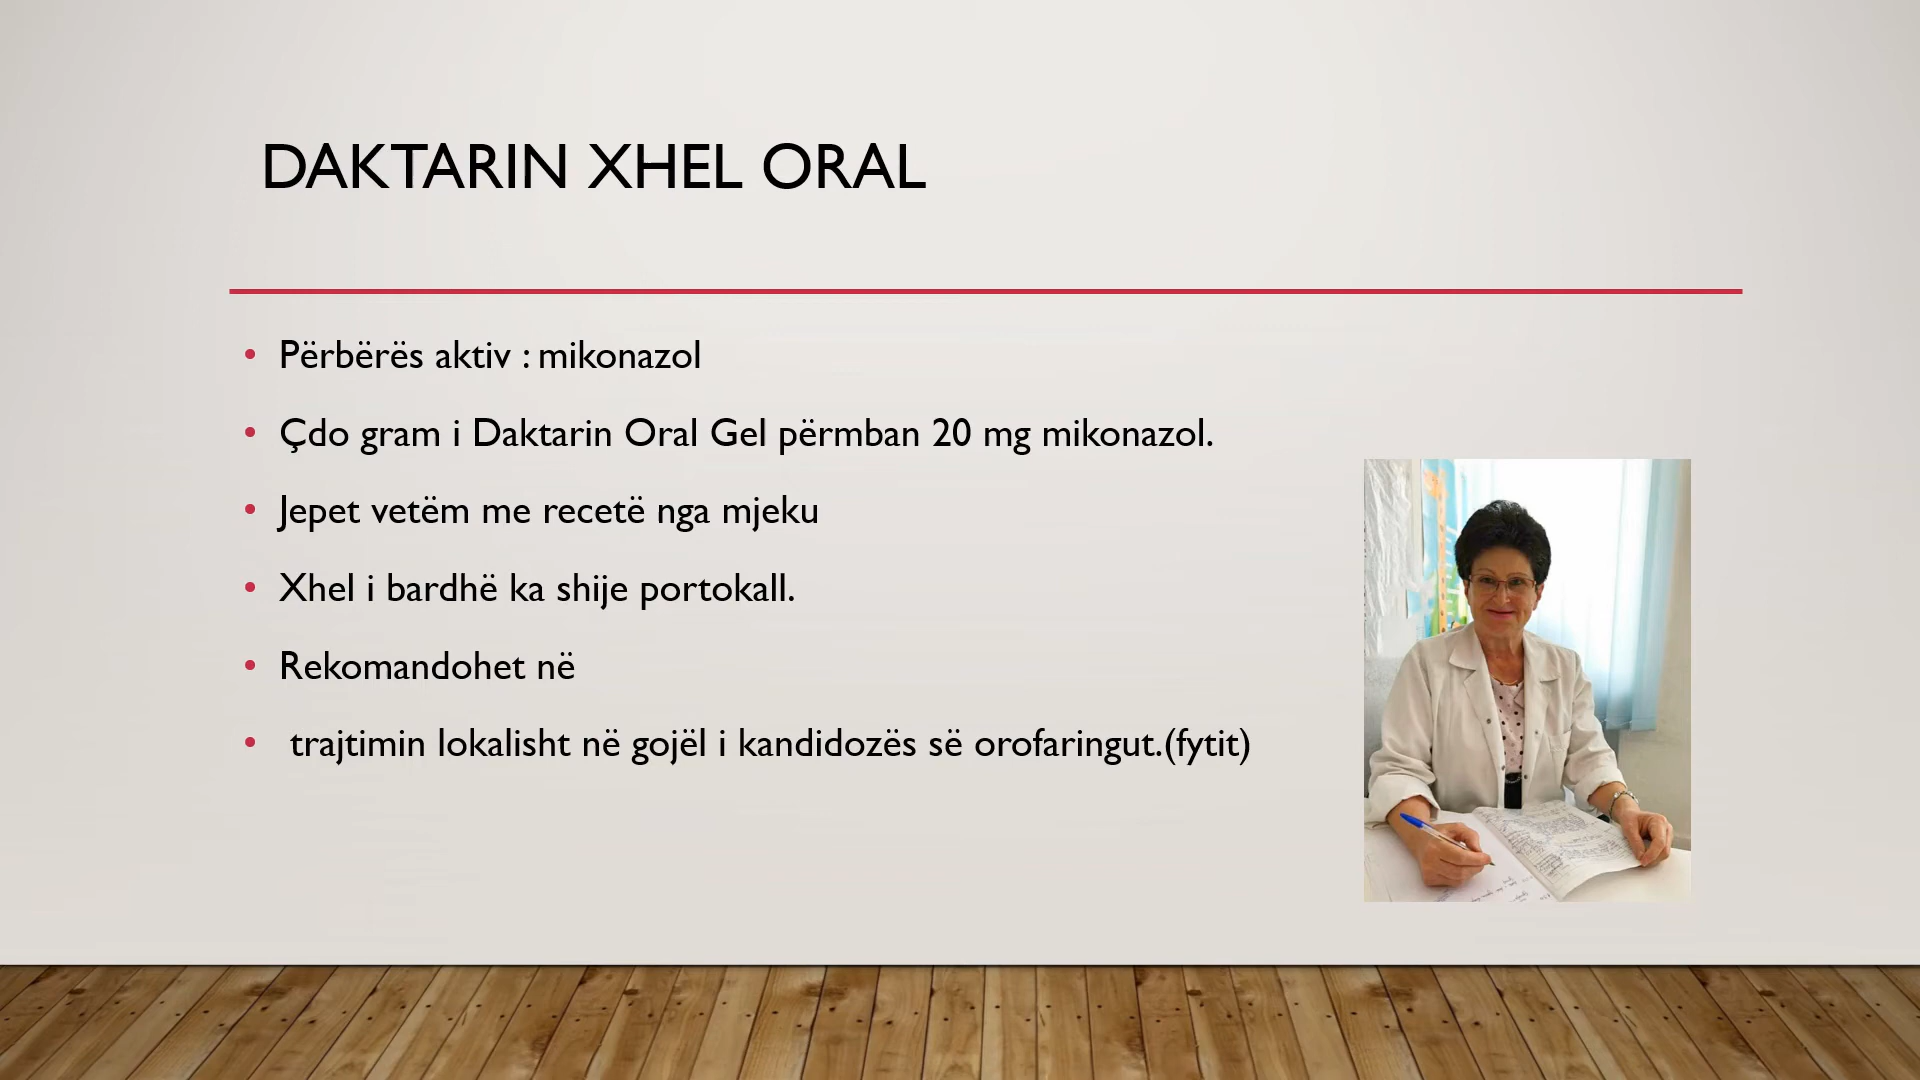 DAKTARIN XHEL ORAL
• Përbërës aktiv : mikonazol
• Çdo gram i Daktarin Oral Gel përmban 20 mg mikonazol.
• Jepet vetëm me recetë nga mjeku
• Xhel i bardhë ka shije portokall.
• Rekomandohet në
• trajtimin lokalisht në gojël i kandidozës së orofaringut.(fytit)